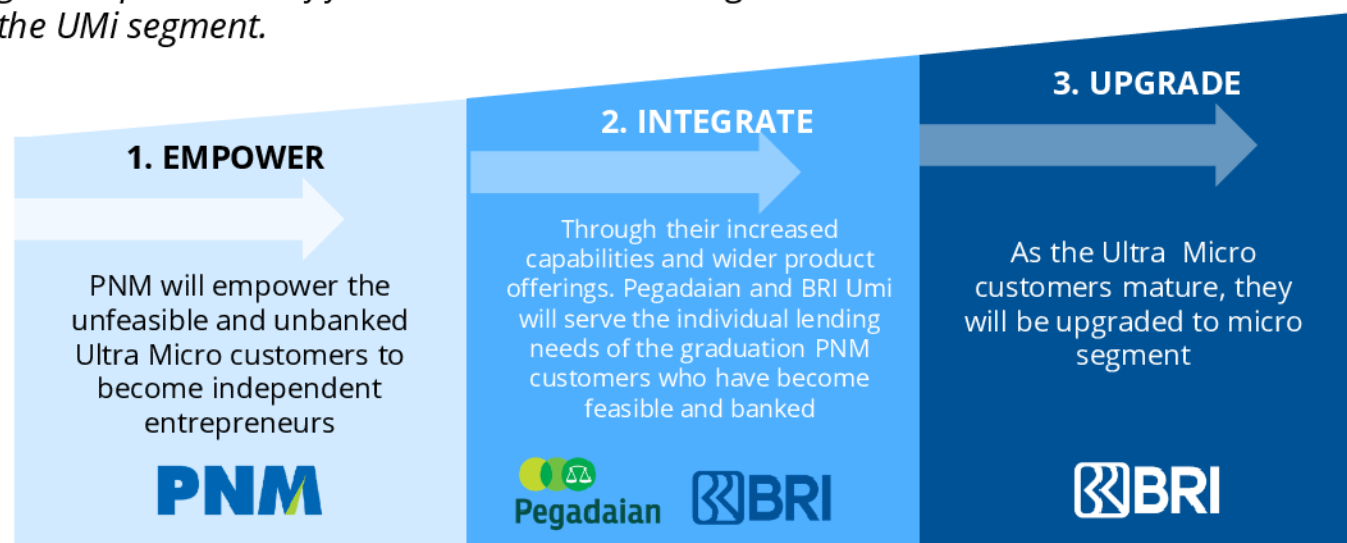 the UMi segment.
1. EMPOWER
PNM will empower the
unfeasible and unbanked
Ultra Micro customers to
become independent
entrepreneurs
PNM
2. INTEGRATE
Through their increased
capabilities and wider product
offerings. Pegadaian and BRI Umi
will serve the individual lending
needs of the graduation PNM
customers who have become
feasible and banked
Pegadaian
BRI
3. UPGRADE
As the Ultra Micro
customers mature, they
will be upgraded to micro
segment
BRI